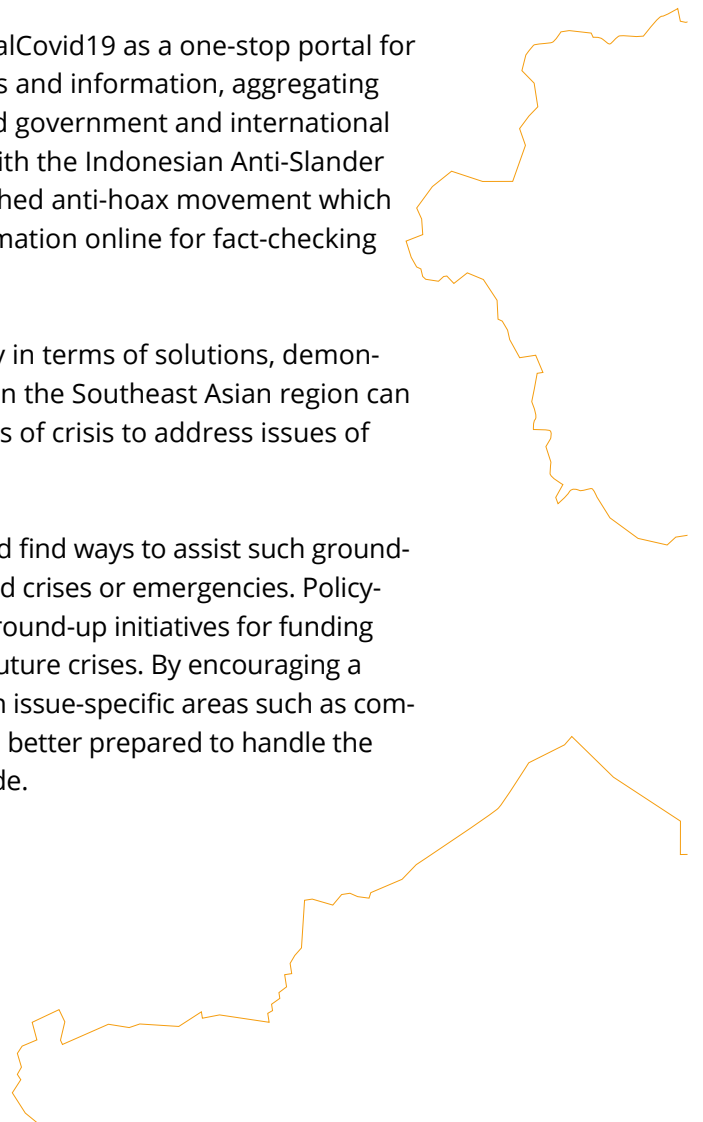 alCovid19 as a one-stop portal for
s and information, aggregating
d government and international
ith the Indonesian Anti-Slander
hed anti-hoax movement which
mation online for fact-checking
y in terms of solutions, demon-
n the Southeast Asian region can
s of crisis to address issues of
d find ways to assist such ground-
d crises or emergencies. Policy-
round-up initiatives for funding
uture crises. By encouraging a
n issue-specific areas such as com-
better prepared to handle the
de.